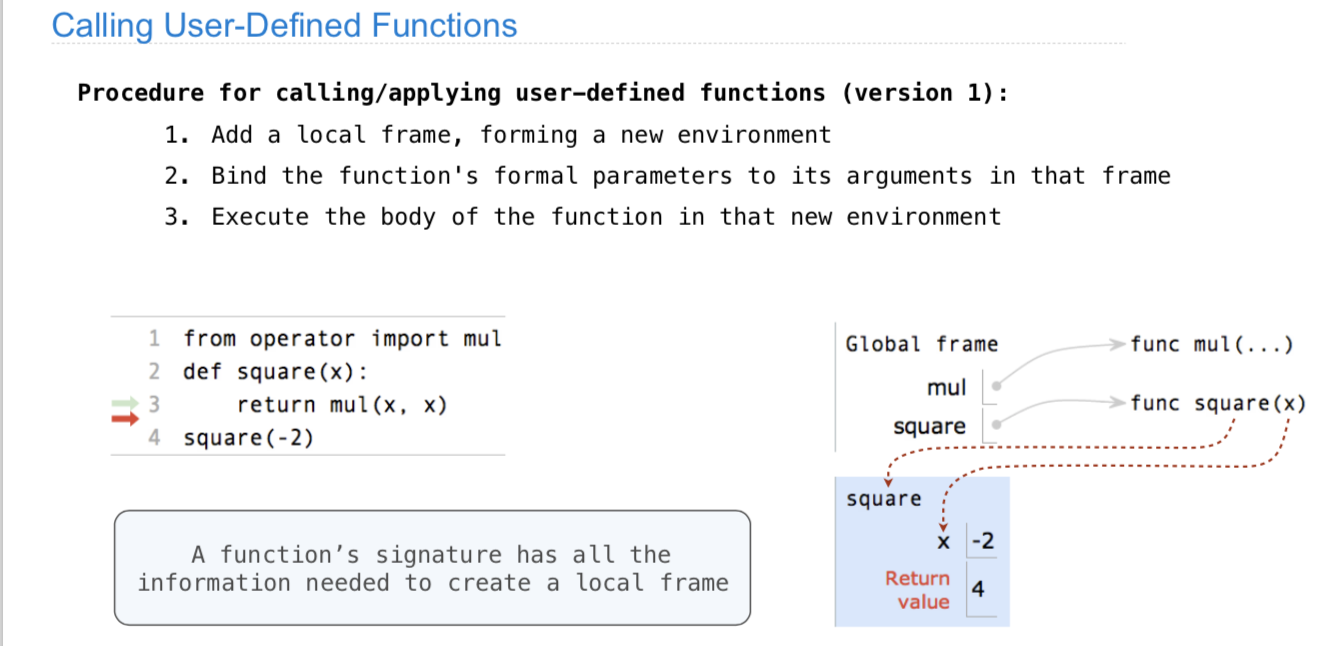 Calling User-Defined Functions
Procedure for calling/applying user–defined functions (version 1):
1. Add a local frame, forming a new environment
2. Bind the function's formal parameters to its arguments in that frame
3. Execute the body of the function in that new environment
1 from operator import mul
2 def square(x):
3     return mul(x, x)
4 square(-2)
A function’s signature has all the
information needed to create a local frame
Global frame
mul
square
func mul(...)
func square(x)
square
x -2
Return
value 4